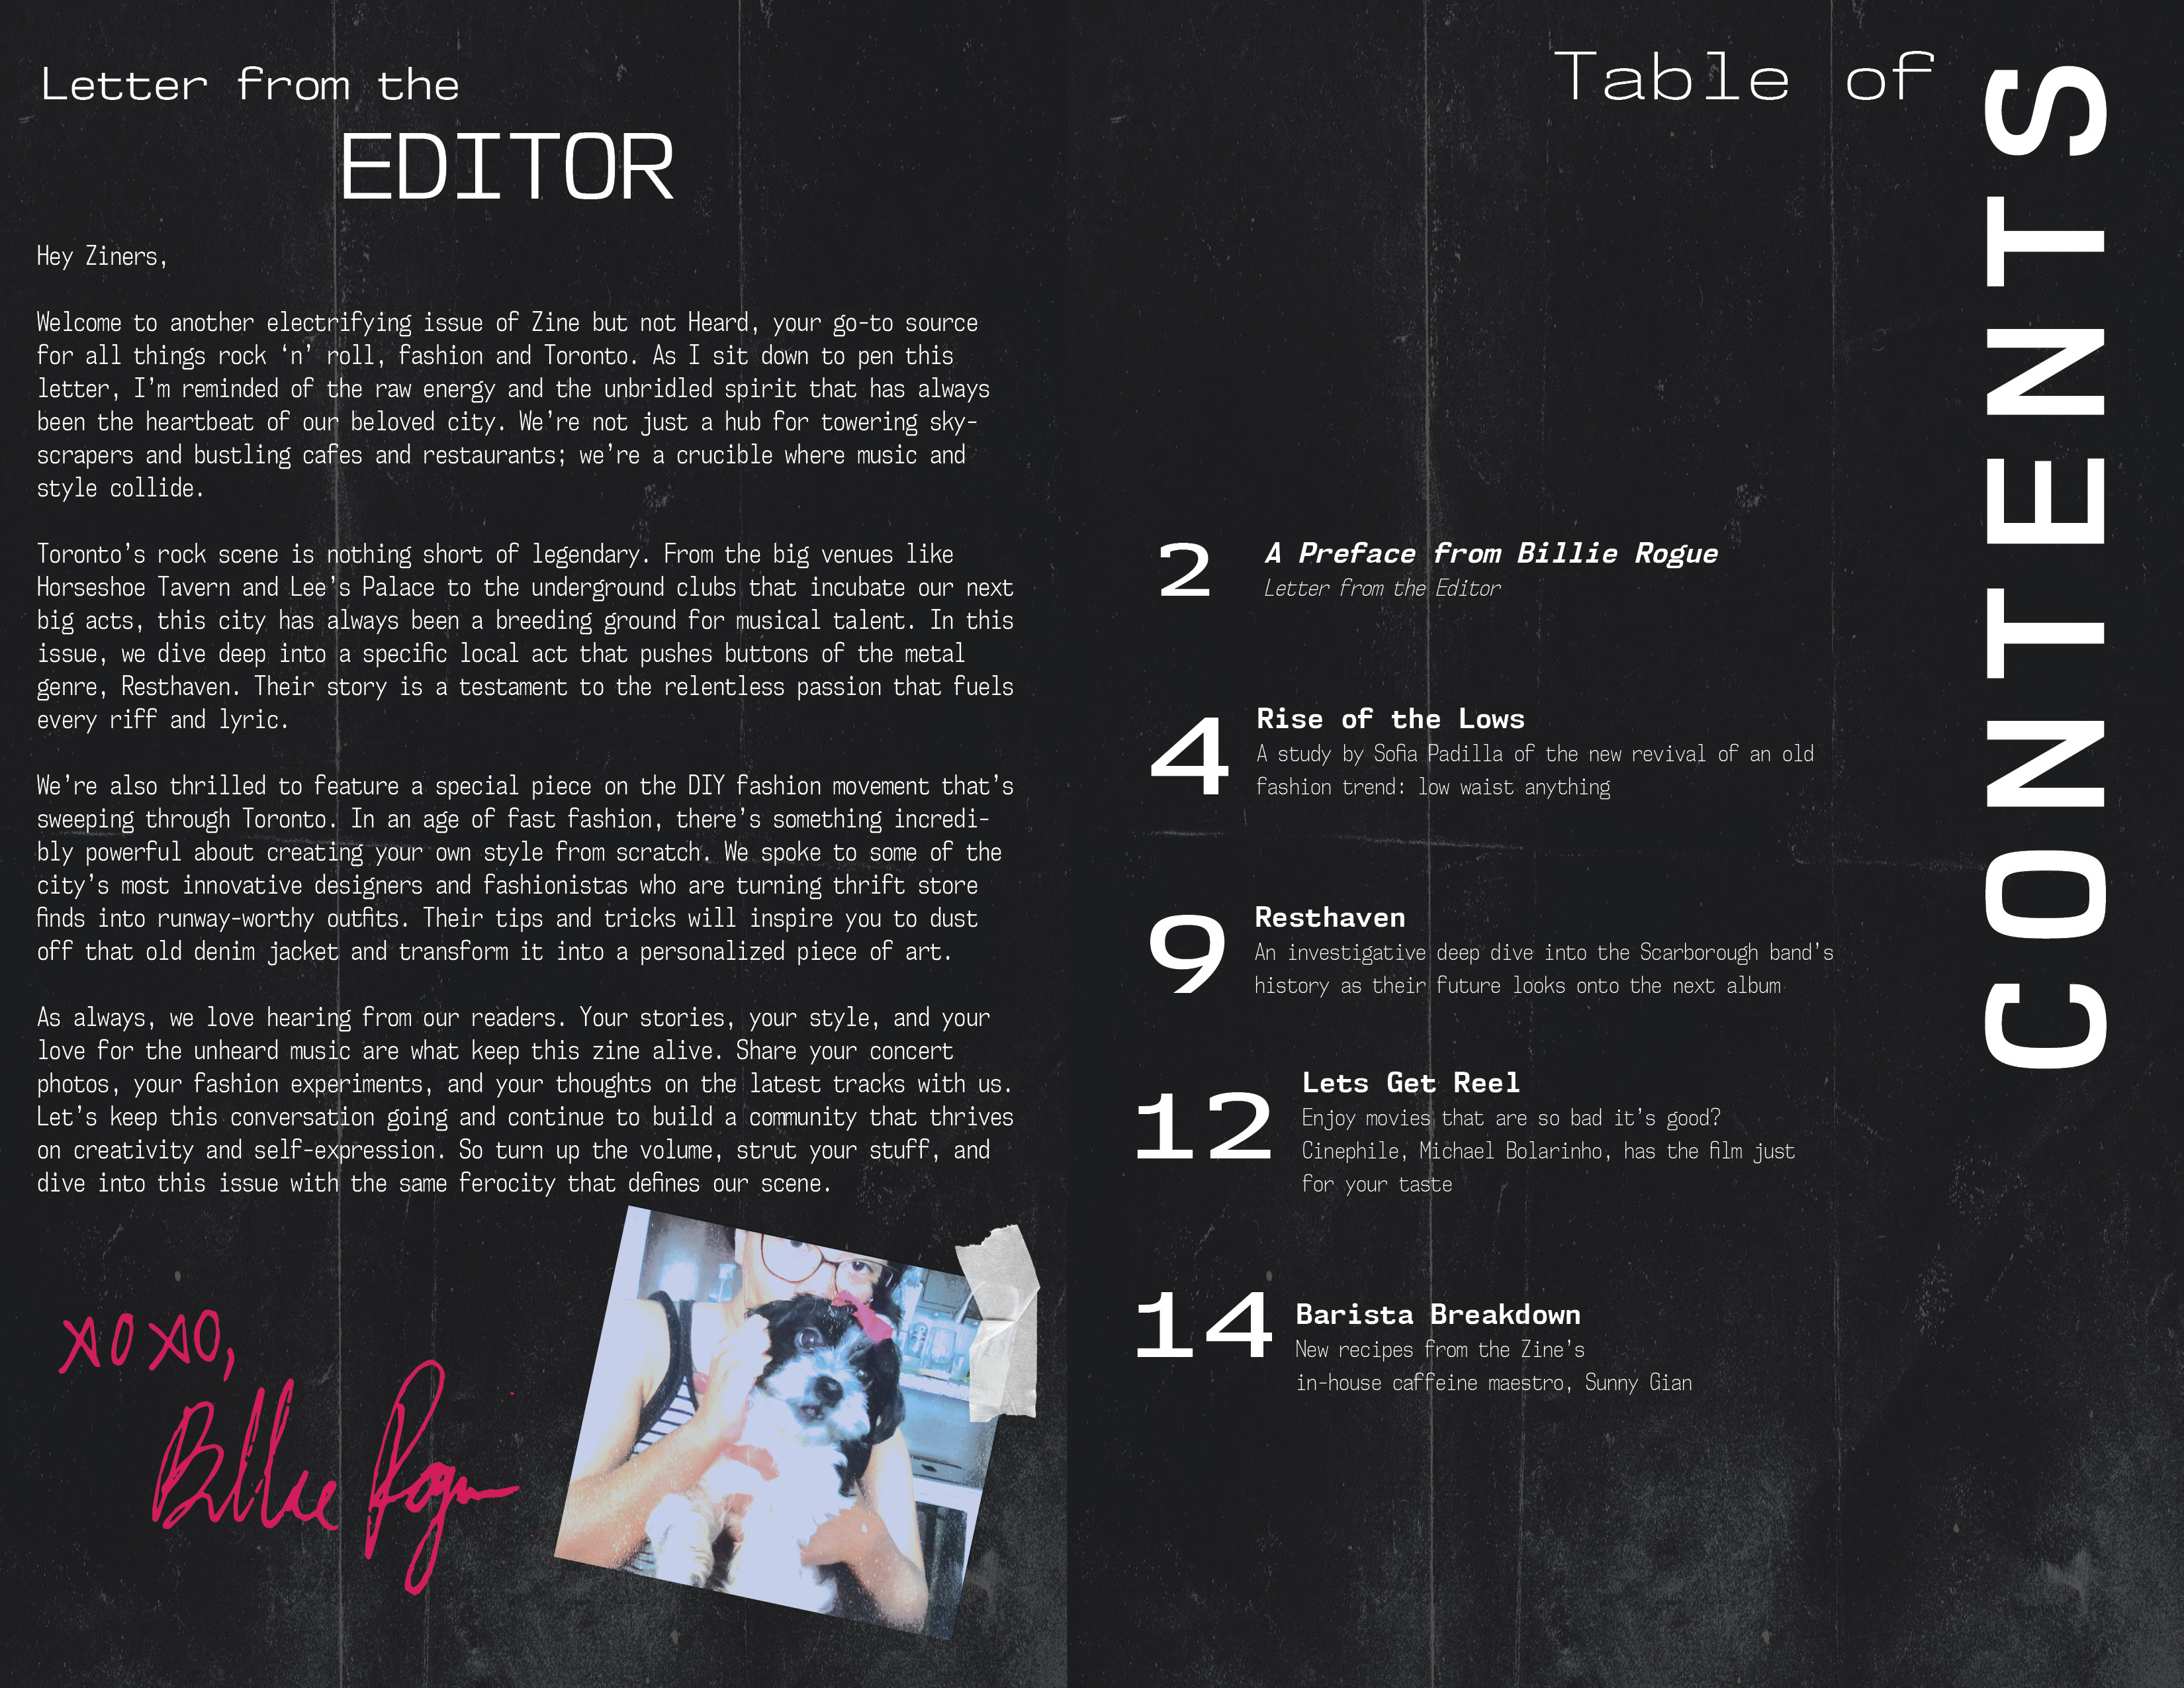 Letter from the
EDITOR
Hey Ziners,
Welcome to another electrifying issue of Zine but not Heard, your go-to source
for all things rock ‘n’ roll, fashion and Toronto. As I sit down to pen this
letter, I’m reminded of the raw energy and the unbridled spirit that has always
been the heartbeat of our beloved city. We’re not just a hub for towering sky-
scrapers and bustling cafes and restaurants; we’re a crucible where music and
style collide.
Toronto’s rock scene is nothing short of legendary. From the big venues like
Horseshoe Tavern and Lee’s Palace to the underground clubs that incubate our next
big acts, this city has always been a breeding ground for musical talent. In this
issue, we dive deep into a specific local act that pushes buttons of the metal
genre, Resthaven. Their story is a testament to the relentless passion that fuels
every riff and lyric.
We’re also thrilled to feature a special piece on the DIY fashion movement that’s
sweeping through Toronto. In an age of fast fashion, there’s something incredi-
bly powerful about creating your own style from scratch. We spoke to some of the
city’s most innovative designers and fashionistas who are turning thrift store
finds into runway-worthy outfits. Their tips and tricks will inspire you to dust
off that old denim jacket and transform it into a personalized piece of art.
As always, we love hearing from our readers. Your stories, your style, and your
love for the unheard music are what keep this zine alive. Share your concert
photos, your fashion experiments, and your thoughts on the latest tracks with us.
Let’s keep this conversation going and continue to build a community that thrives
on creativity and self-expression. So turn up the volume, strut your stuff, and
dive into this issue with the same ferocity that defines our scene.
xoxo,
Billie Rogue
Table of
CONTENTS
2
A Preface from Billie Rogue
Letter from the Editor
4
Rise of the Lows
A study by Sofia Padilla of the new revival of an old
fashion trend: low waist anything
9
Resthaven
An investigative deep dive into the Scarborough band’s
history as their future looks onto the next album
12
Lets Get Reel
Enjoy movies that are so bad it’s good?
Cinephile, Michael Bolarinho, has the film just
for your taste
14
Barista Breakdown
New recipes from the Zine’s
in-house caffeine maestro, Sunny Gian